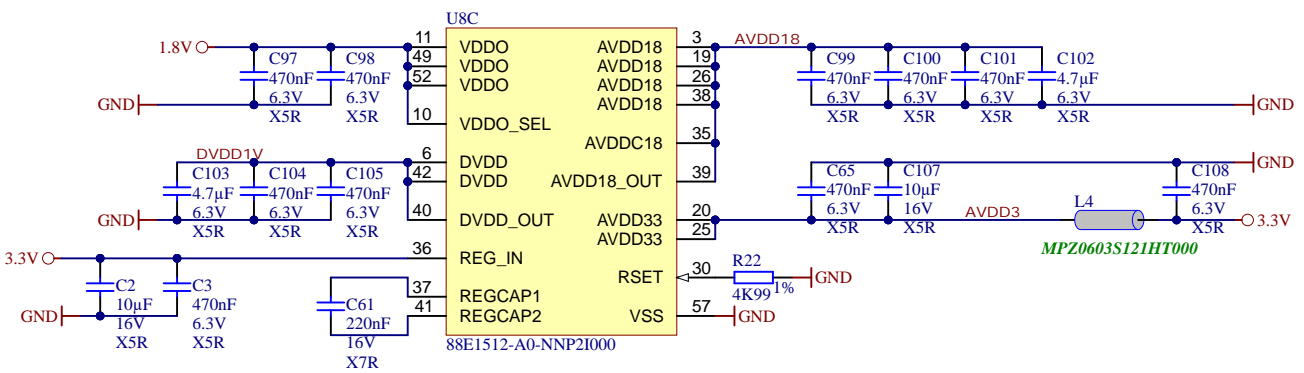 U8C
1.8V
C97
470nF
6.3V
X5R
C98
470nF
6.3V
X5R
GND
11
VDDO
49
VDDO
52
VDDO
10
VDDO_SEL
DVDD1V
C103
4.7µF
6.3V
X5R
C104
470nF
6.3V
X5R
C105
470nF
6.3V
X5R
GND
6
DVDD
42
DVDD
40
DVDD_OUT
3.3V
36
REG_IN
C2
10µF
16V
X5R
C3
470nF
6.3V
X5R
GND
C61
220nF
16V
X7R
37
REGCAP1
41
REGCAP2
88E1512-A0-NNP2I000
AVDD18
3
AVDD18
19
AVDD18
26
AVDD18
38
AVDDC18
35
AVDD18_OUT
39
AVDD33
20
AVDD33
25
RSET
30
VSS
57
AVDD18
C99
470nF
6.3V
X5R
C100
470nF
6.3V
X5R
C101
470nF
6.3V
X5R
C102
4.7µF
6.3V
X5R
GND
GND
C65
470nF
6.3V
X5R
C107
10µF
16V
X5R
AVDD3
L4
MPZ0603S121HT000
C108
470nF
6.3V
X5R
3.3V
R22
4K99
1%
GND
GND